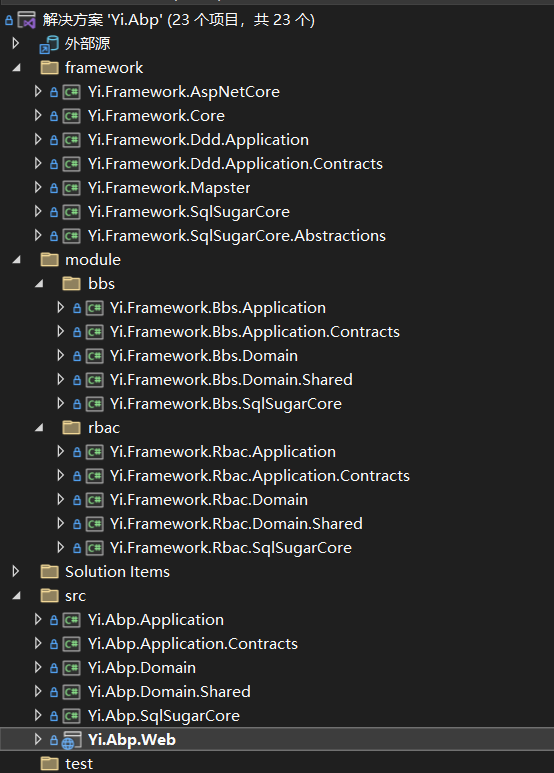 解决方案 'Yi.Abp' (23 个项目，共 23 个)
外部源
framework
Yi.Framework.AspNetCore
Yi.Framework.Core
Yi.Framework.Ddd.Application
Yi.Framework.Ddd.Application.Contracts
Yi.Framework.Mapster
Yi.Framework.SqlSugarCore
Yi.Framework.SqlSugarCore.Abstractions
module
bbs
Yi.Framework.Bbs.Application
Yi.Framework.Bbs.Application.Contracts
Yi.Framework.Bbs.Domain
Yi.Framework.Bbs.Domain.Shared
Yi.Framework.Bbs.SqlSugarCore
rbac
Yi.Framework.Rbac.Application
Yi.Framework.Rbac.Application.Contracts
Yi.Framework.Rbac.Domain
Yi.Framework.Rbac.Domain.Shared
Yi.Framework.Rbac.SqlSugarCore
Solution Items
src
Yi.Abp.Application
Yi.Abp.Application.Contracts
Yi.Abp.Domain
Yi.Abp.Domain.Shared
Yi.Abp.SqlSugarCore
Yi.Abp.Web
test